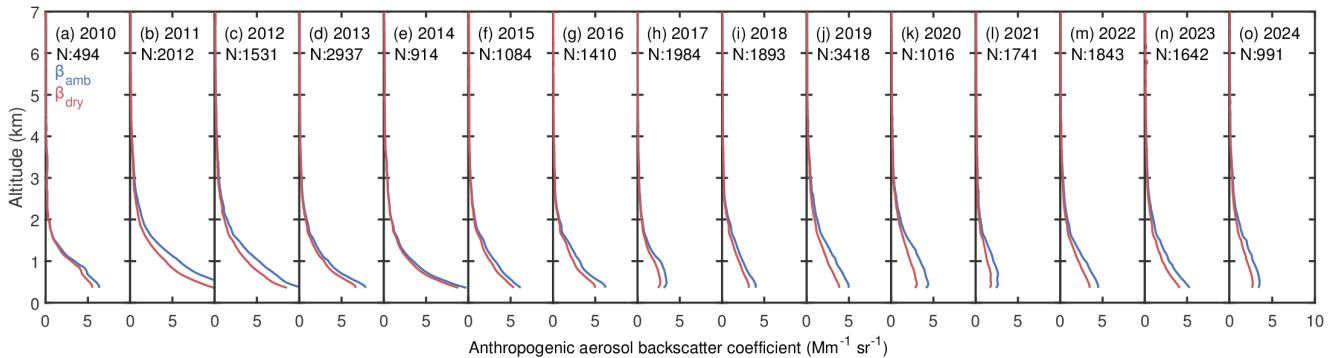 7
6
5
4
3
2
1
0
Altitude (km)
(a) 2010
N:494
βamb
βdry
(b) 2011
N:2012
(c) 2012
N:1531
(d) 2013
N:2937
(e) 2014
N:914
(f) 2015
N:1084
(g) 2016
N:1410
(h) 2017
N:1984
(i) 2018
N:1893
(j) 2019
N:3418
(k) 2020
N:1016
(l) 2021
N:1741
(m) 2022
N:1843
(n) 2023
N:1642
(o) 2024
N:991
0 5 0 5 0 5 0 5 0 5 0 5 0 5 0 5 0 5 0 5 0 5 0 5 0 5 0 5 0 5 10
Anthropogenic aerosol backscatter coefficient (Mm⁻¹ sr⁻¹)